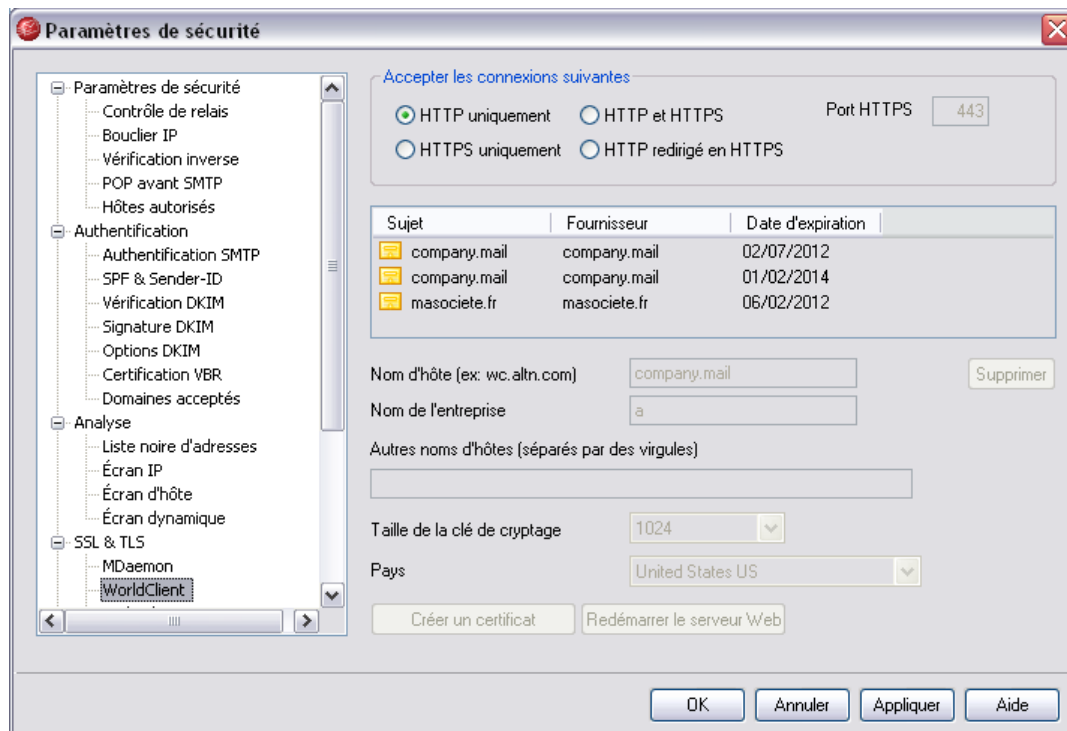 Paramètres de sécurité
Paramètres de sécurité
Contrôle de relais
Bouclier IP
Vérification inverse
POP avant SMTP
Hôtes autorisés
Authentification
Authentification SMTP
SPF & Sender-ID
Vérification DKIM
Signature DKIM
Options DKIM
Certification VBR
Domaines acceptés
Analyse
Liste noire d'adresses
Écran IP
Écran d'hôte
Écran dynamique
SSL & TLS
MDaemon
WorldClient
Accepter les connexions suivantes
HTTP uniquement HTTP et HTTPS Port HTTPS 443
HTTPS uniquement HTTP redirigé en HTTPS
Sujet Fournisseur Date d'expiration
company.mail company.mail 02/07/2012
company.mail company.mail 01/02/2014
masociete.fr masociete.fr 06/02/2012
Nom d'hôte (ex: wc.altn.com) company.mail Supprimer
Nom de l'entreprise a
Autres noms d'hôtes (séparés par des virgules)
Taille de la clé de cryptage 1024
Pays United States US
Créer un certificat Redémarrer le serveur Web
OK Annuler Appliquer Aide